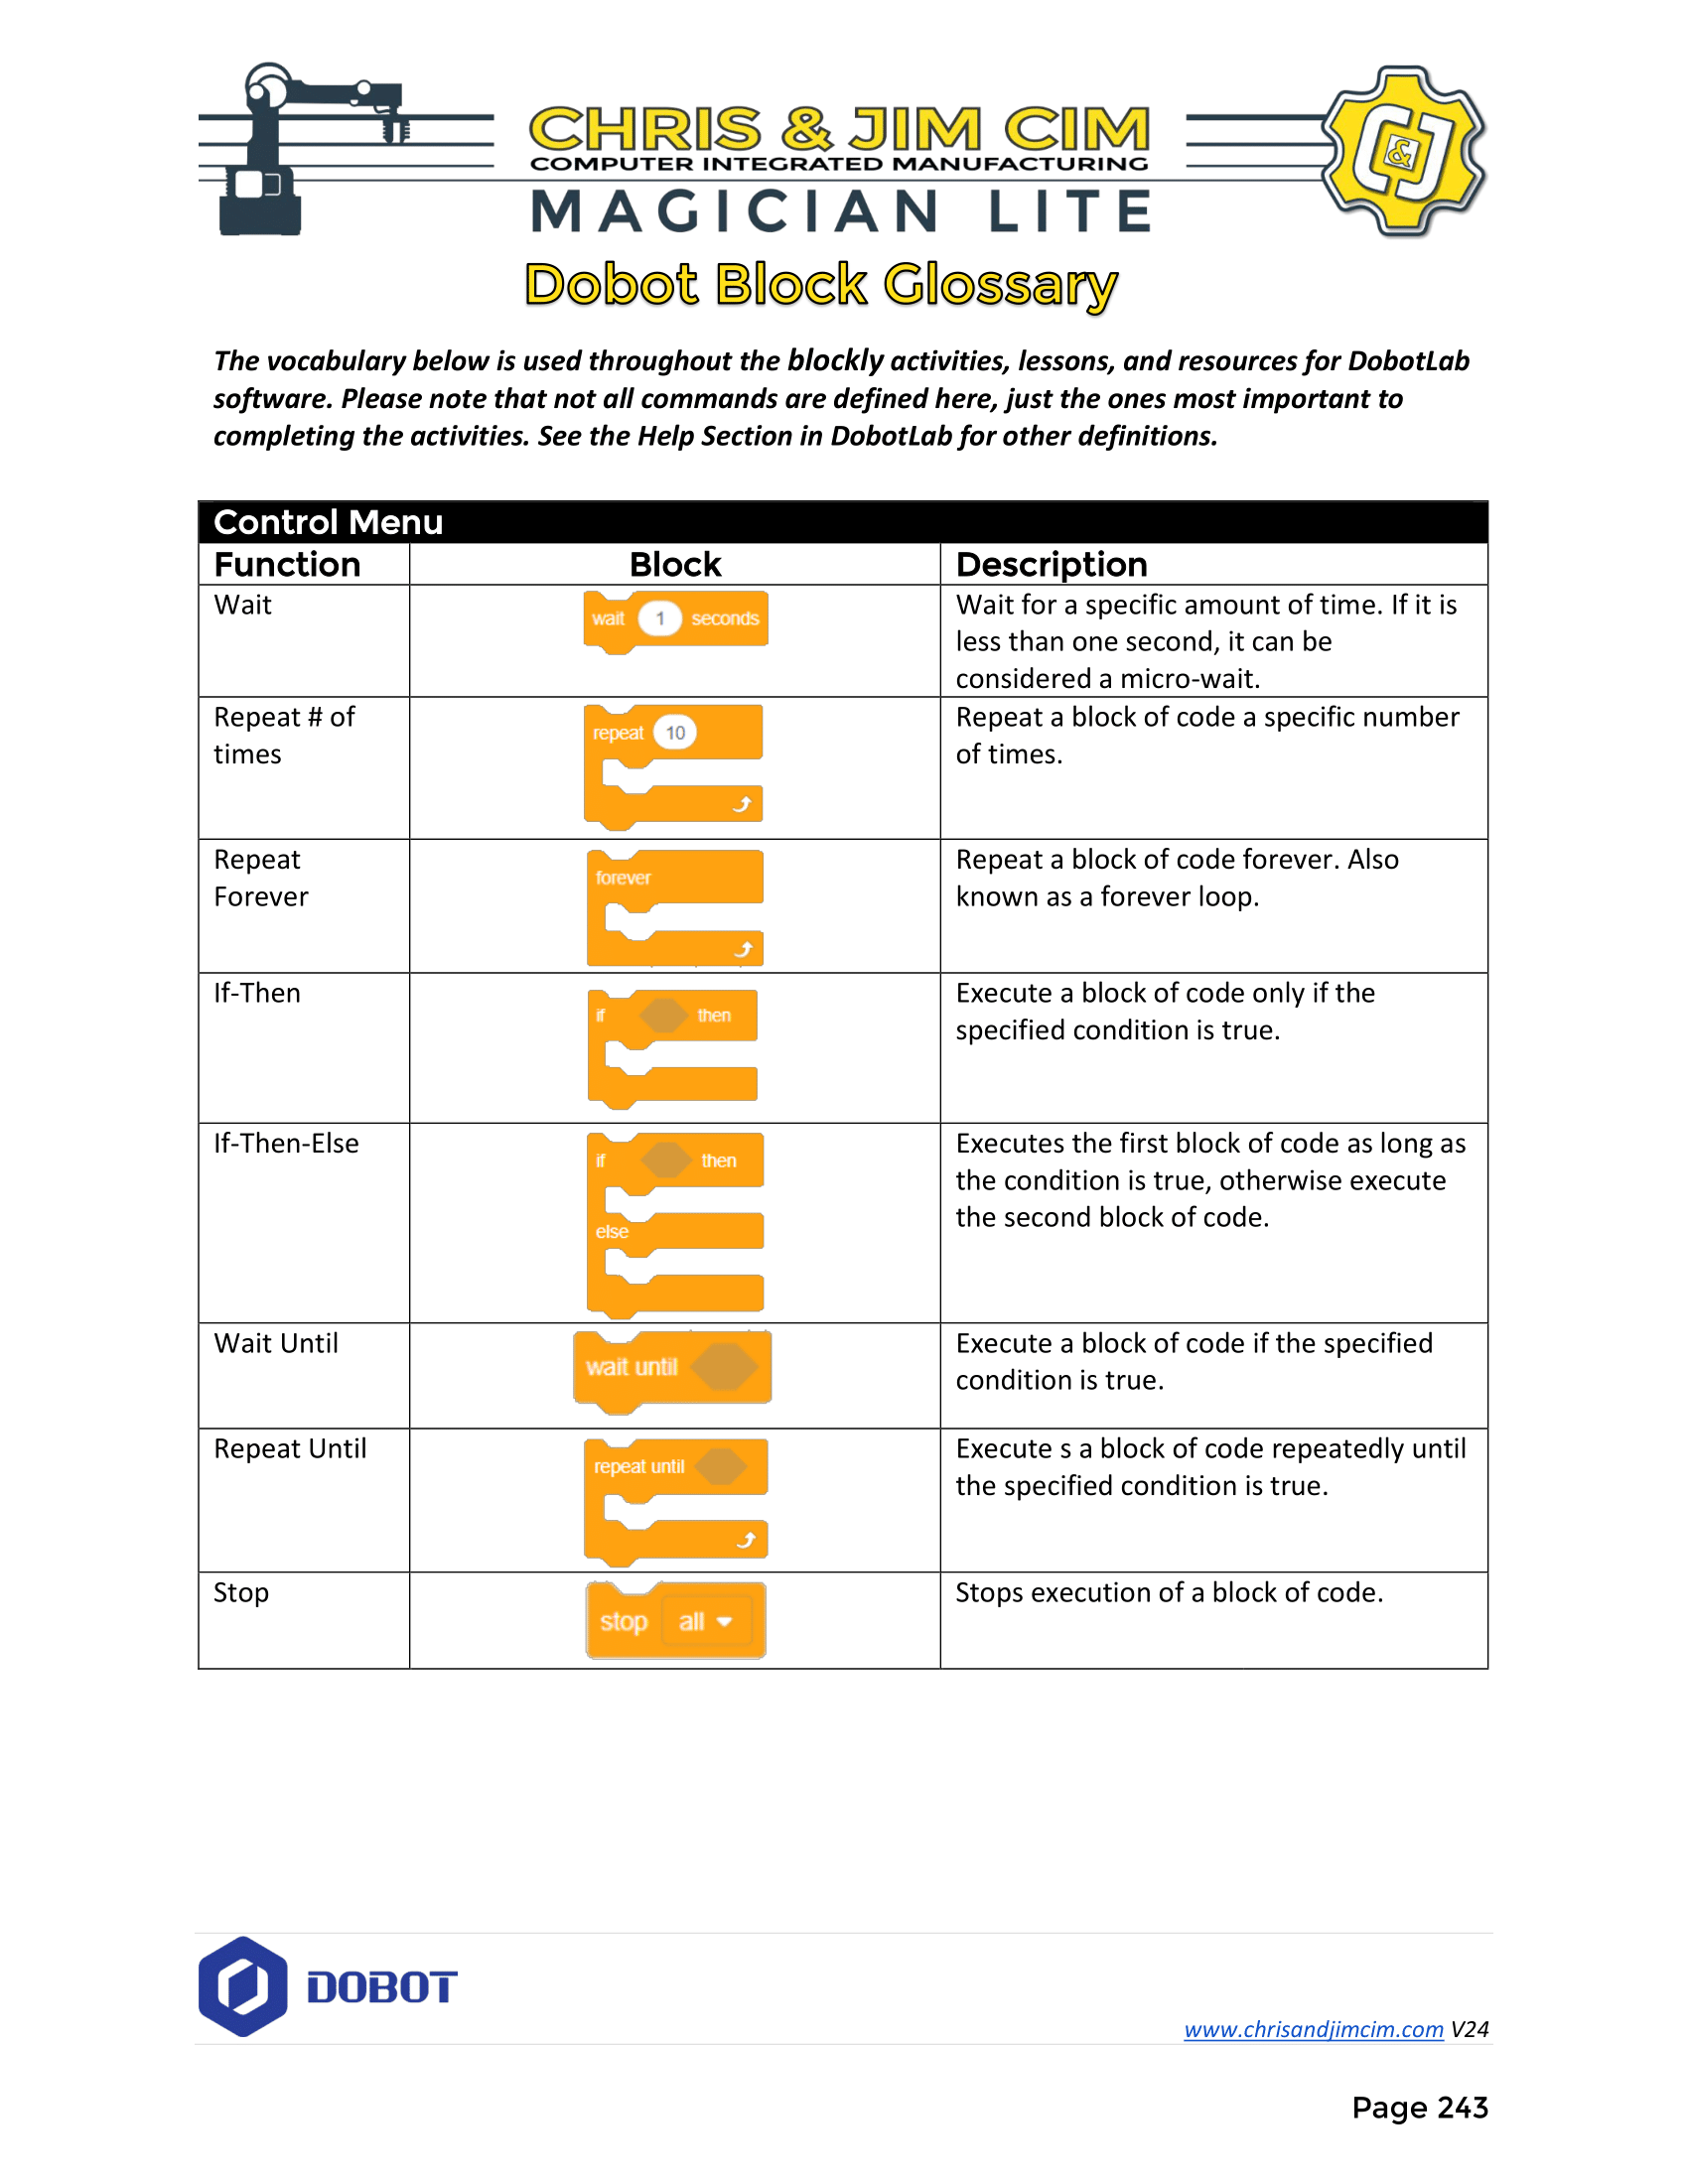 CHRIS & JIM CIM
COMPUTER INTEGRATED MANUFACTURING
MAGICIAN LITE
C&J
Dobot Block Glossary
The vocabulary below is used throughout the blockly activities, lessons, and resources for DobotLab
software. Please note that not all commands are defined here, just the ones most important to
completing the activities. See the Help Section in DobotLab for other definitions.
Control Menu
Function Block Description
Wait
wait 1 seconds
Wait for a specific amount of time. If it is
less than one second, it can be
considered a micro-wait.
Repeat # of
times
repeat 10
Repeat a block of code a specific number
of times.
Repeat
Forever
forever
Repeat a block of code forever. Also
known as a forever loop.
If-Then
if then
Execute a block of code only if the
specified condition is true.
If-Then-Else
if then
else
Executes the first block of code as long as
the condition is true, otherwise execute
the second block of code.
Wait Until
wait until
Execute a block of code if the specified
condition is true.
Repeat Until
repeat until
Execute s a block of code repeatedly until
the specified condition is true.
Stop
stop all
Stops execution of a block of code.
DOBOT
www.chrisandjimcim.com V24
Page 243